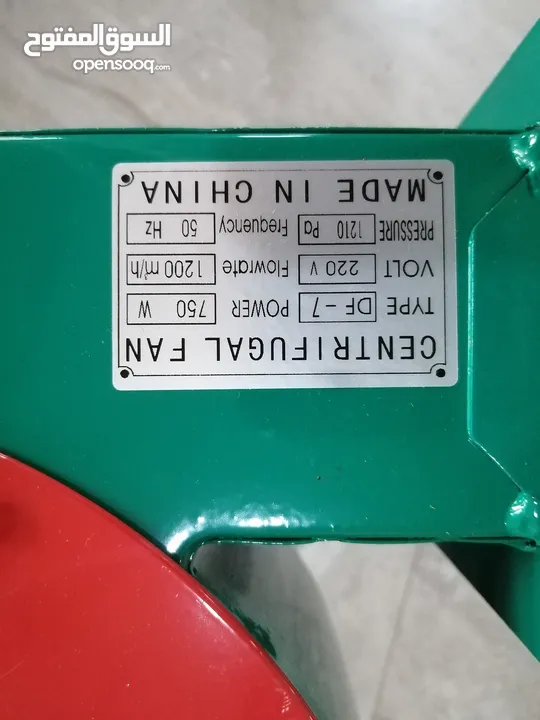 السوق المفتوح
opensooq.com
CENTRIFUGAL FAN
TYPE DF-7 POWER 750 W
VOLT 220 V Flowrate 1200 m³/h
PRESSURE 1210 Pa Frequency 50 Hz
MADE IN CHINA